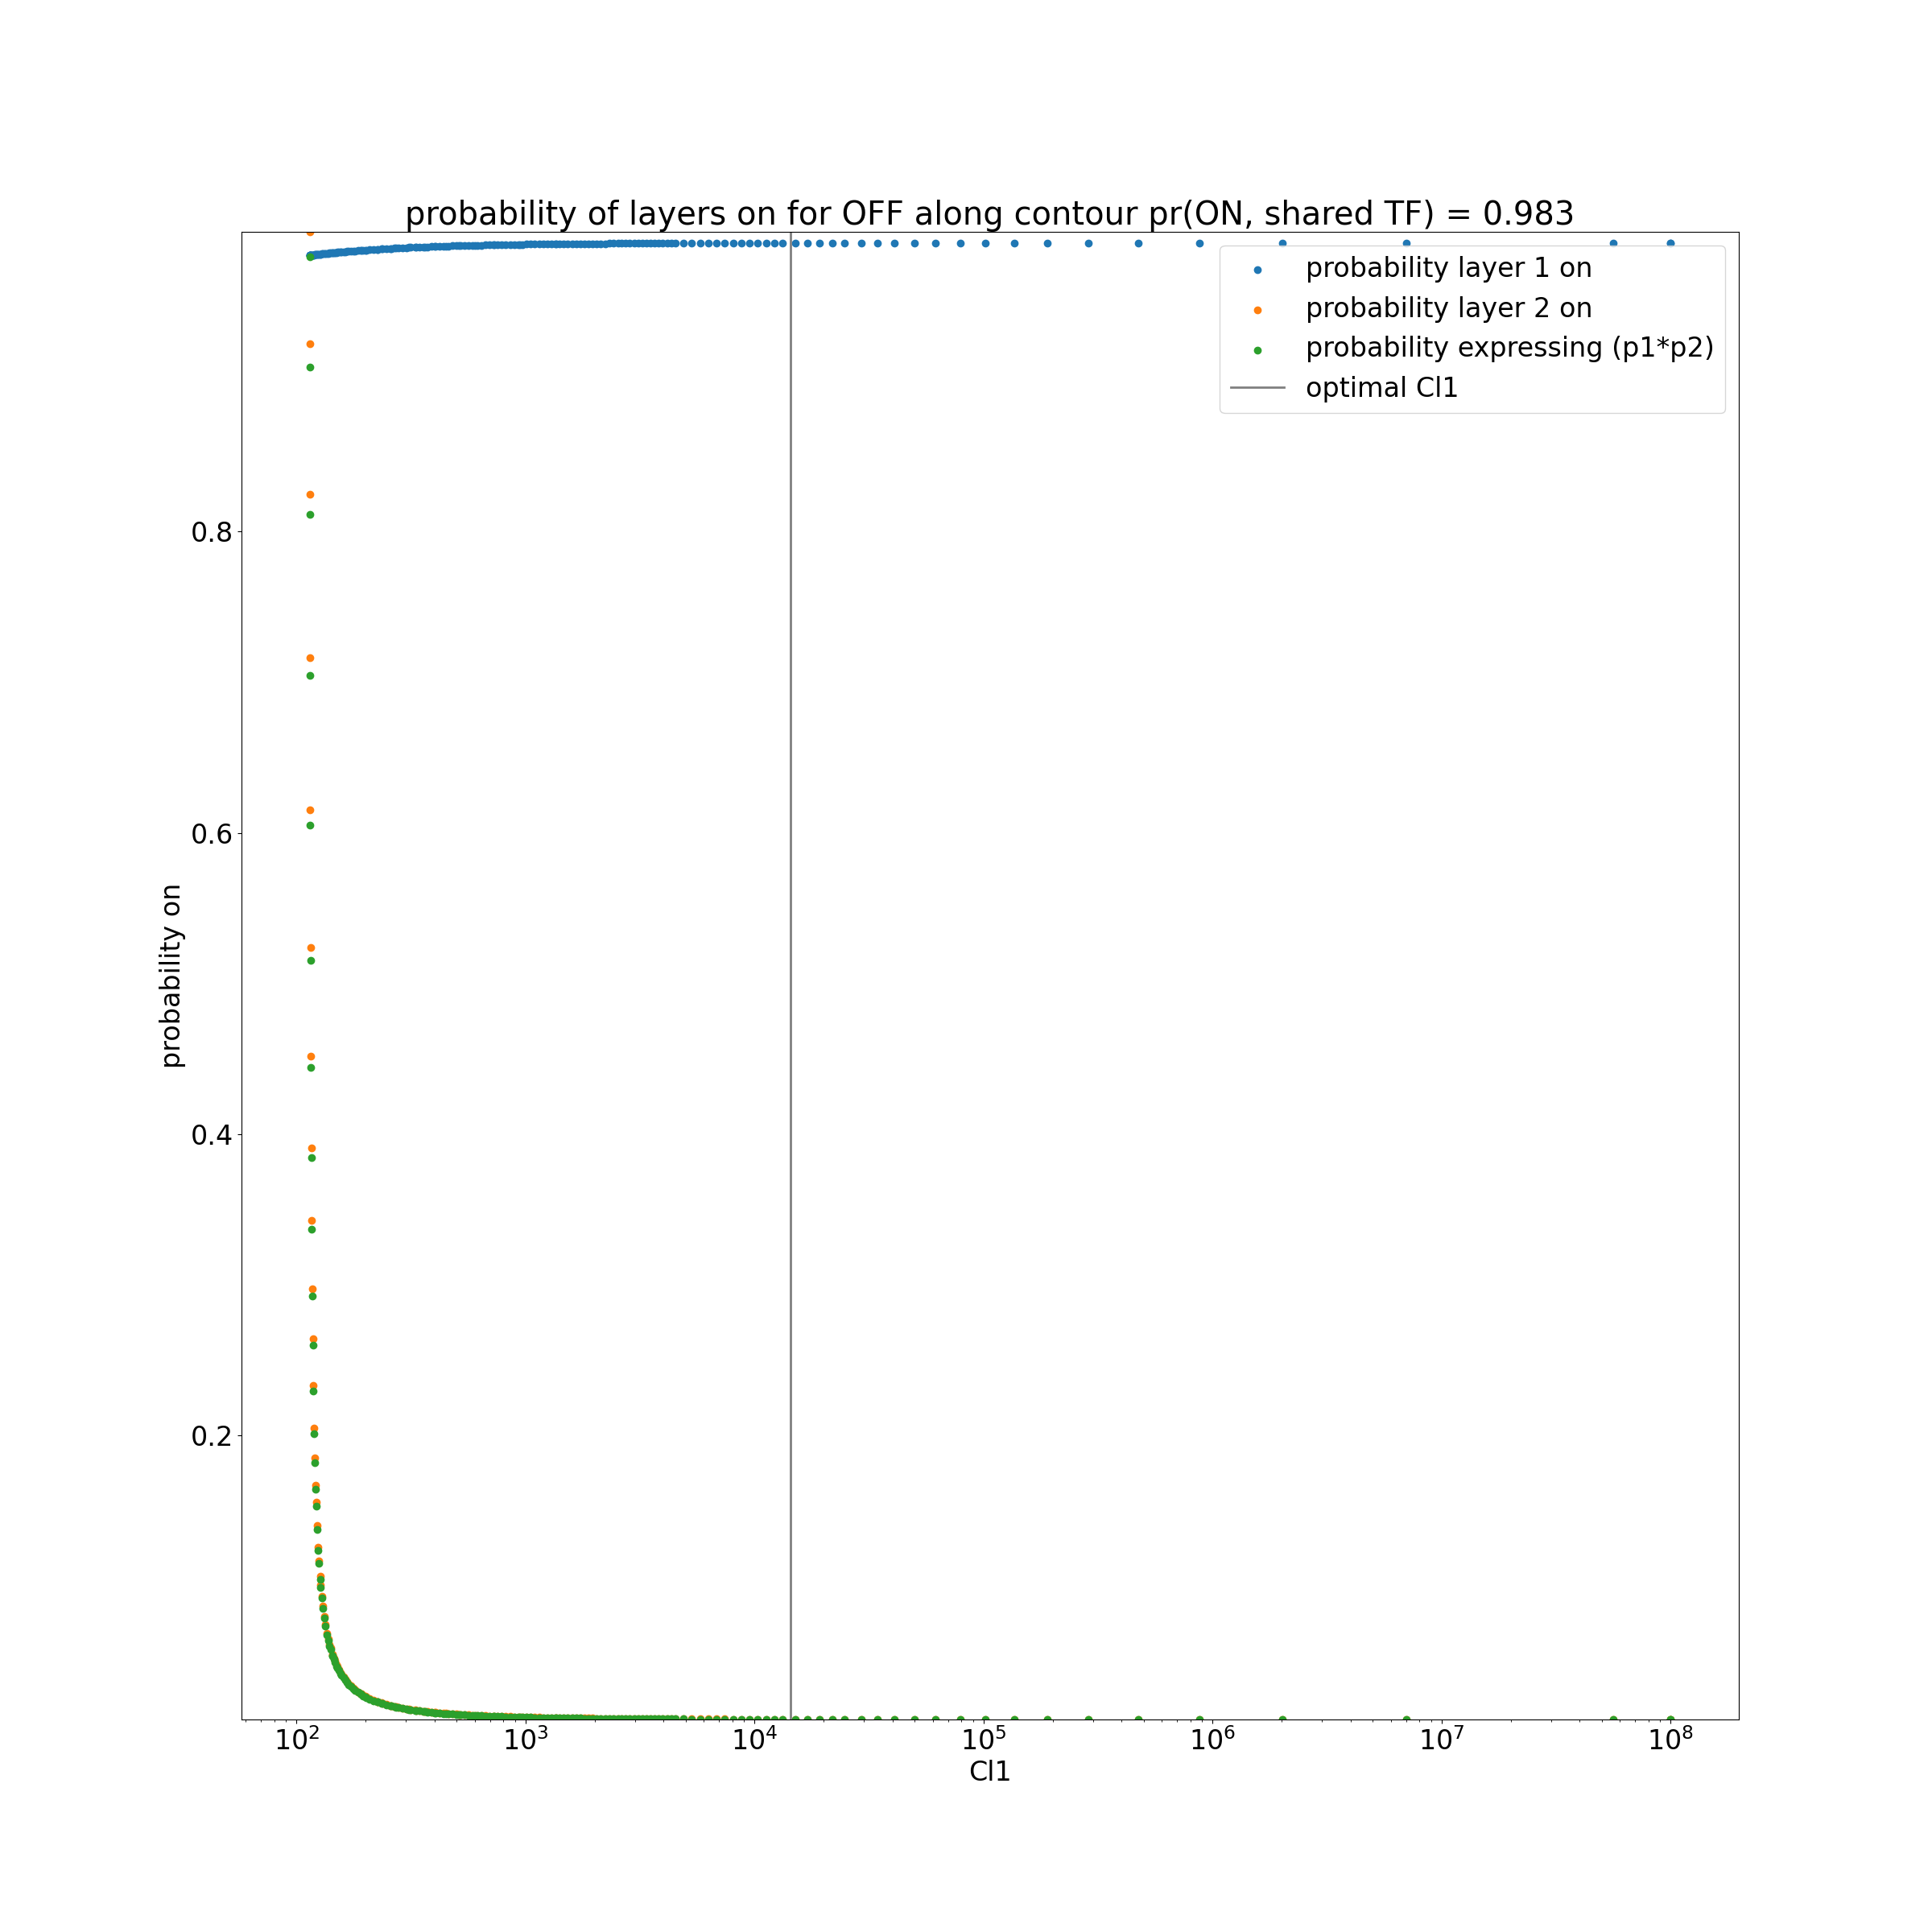 probability of layers on for OFF along contour pr(ON, shared TF) = 0.983
probability layer 1 on
probability layer 2 on
probability expressing (p1*p2)
optimal Cl1
probability on
0.8
0.6
0.4
0.2
10² 10³ 10⁴ 10⁵ 10⁶ 10⁷ 10⁸
Cl1